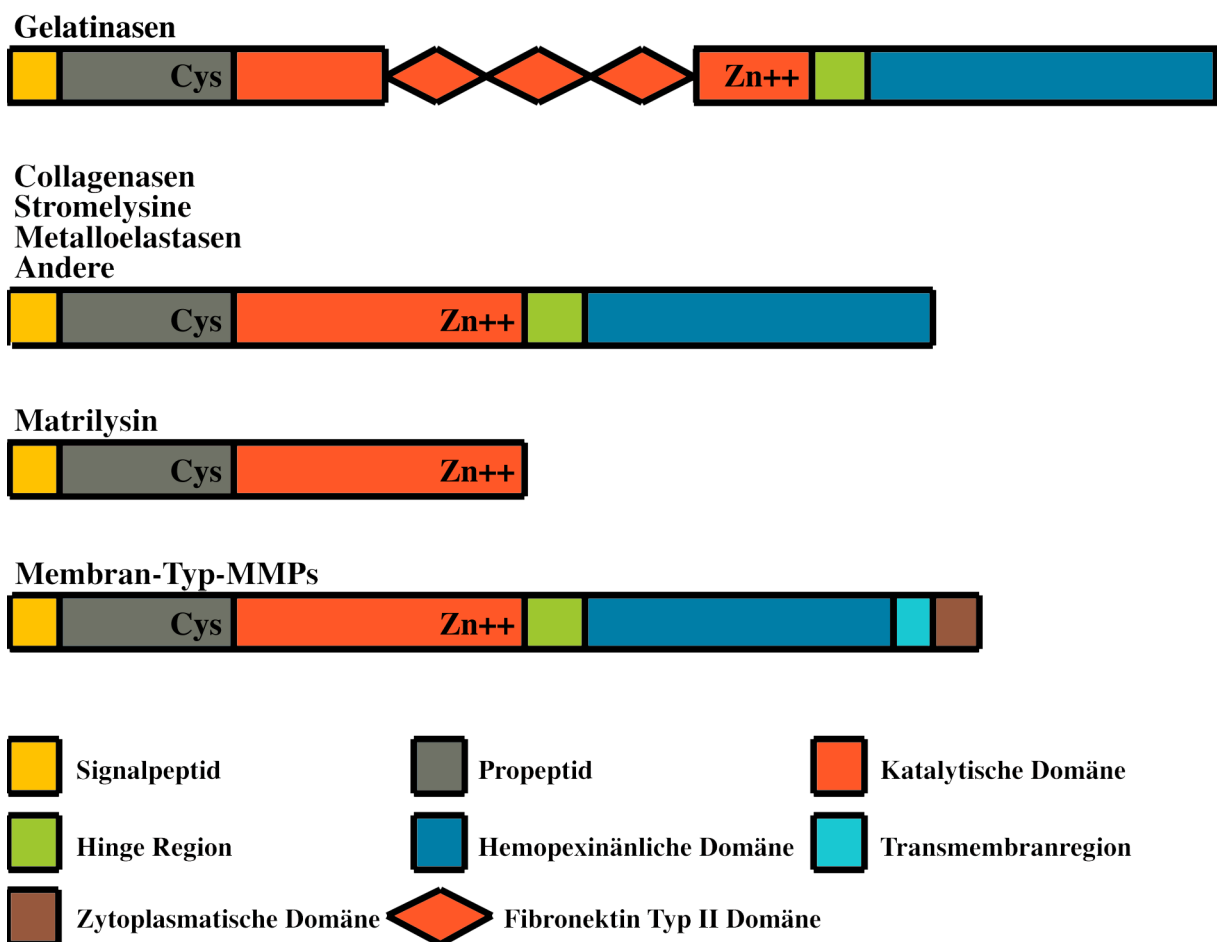 Gelatinasen
Cys Zn++
Collagenasen
Stromelysine
Metalloelastasen
Andere
Cys Zn++
Matrilysin
Cys Zn++
Membran-Typ-MMPs
Cys Zn++
Signalpeptid Propeptid Katalytische Domäne
Hinge Region Hemopexinänliche Domäne Transmembranregion
Zytoplasmatische Domäne Fibronektin Typ II Domäne